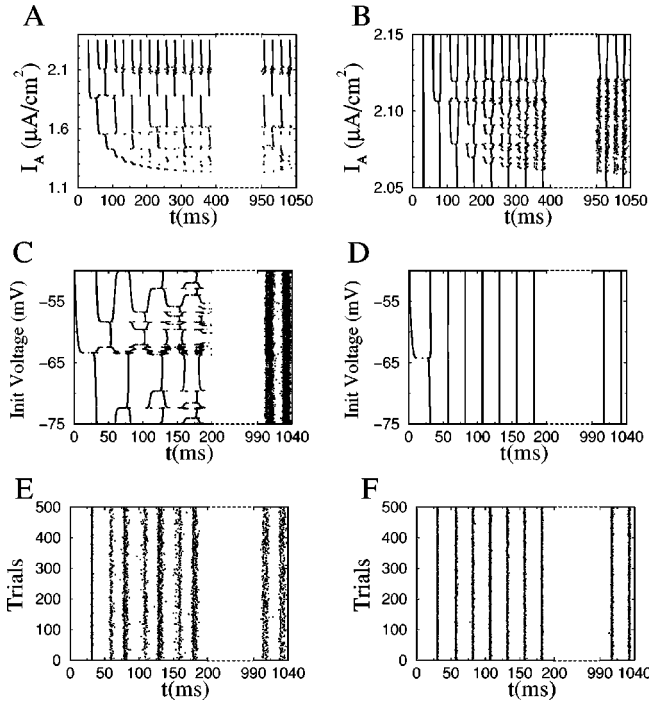 A
I_A (μA/cm²)
2.1
1.6
1.1
0 100 200 300 400 950 1050
t(ms)
B
I_A (μA/cm²)
2.15
2.10
2.05
0 100 200 300 400 950 1050
t(ms)
C
Init Voltage (mV)
−55
−65
−75
0 50 100 150 200 990 1040
t(ms)
D
Init Voltage (mV)
−55
−65
−75
0 50 100 150 200 990 1040
t(ms)
E
Trials
500
400
300
200
100
0
0 50 100 150 200 990 1040
t(ms)
F
Trials
500
400
300
200
100
0
0 50 100 150 200 990 1040
t(ms)